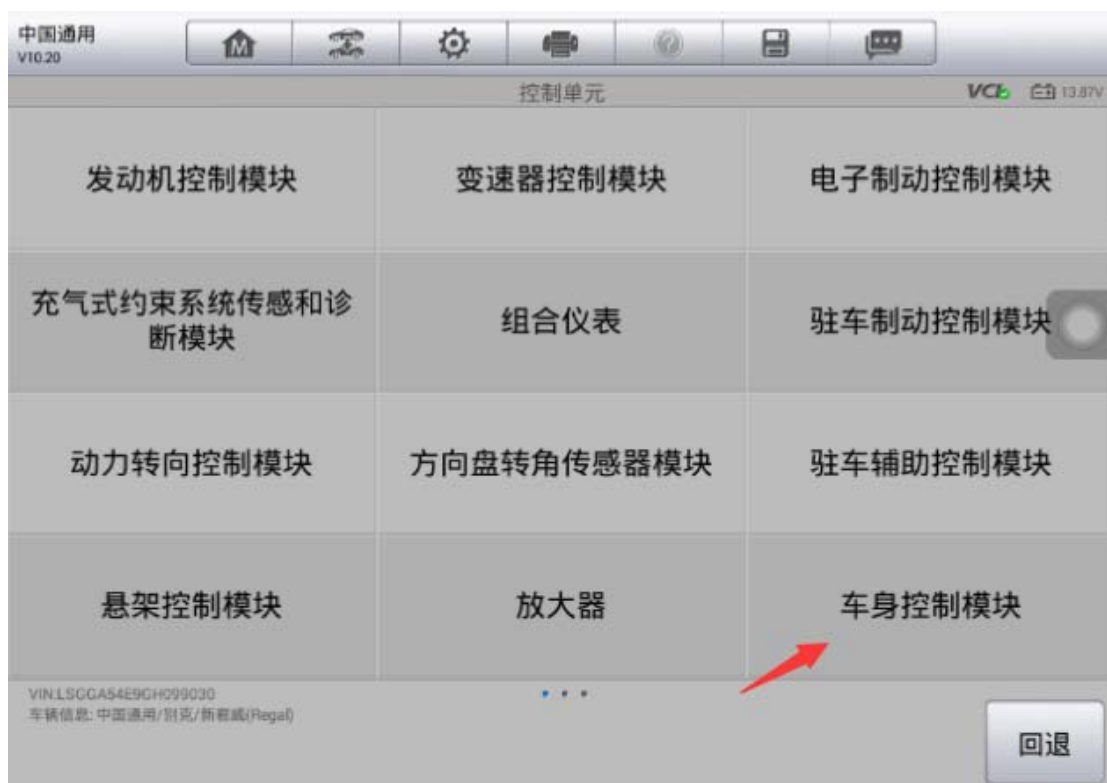 中国通用
V10.20
M
控制单元
VCI
13.87V
发动机控制模块
变速器控制模块
电子制动控制模块
充气式约束系统传感和诊
断模块
组合仪表
驻车制动控制模块
动力转向控制模块
方向盘转角传感器模块
驻车辅助控制模块
悬架控制模块
放大器
车身控制模块
VIN:LSGGA54E9GH099030
车辆信息: 中国通用/别克/新君威(Regal)
回退